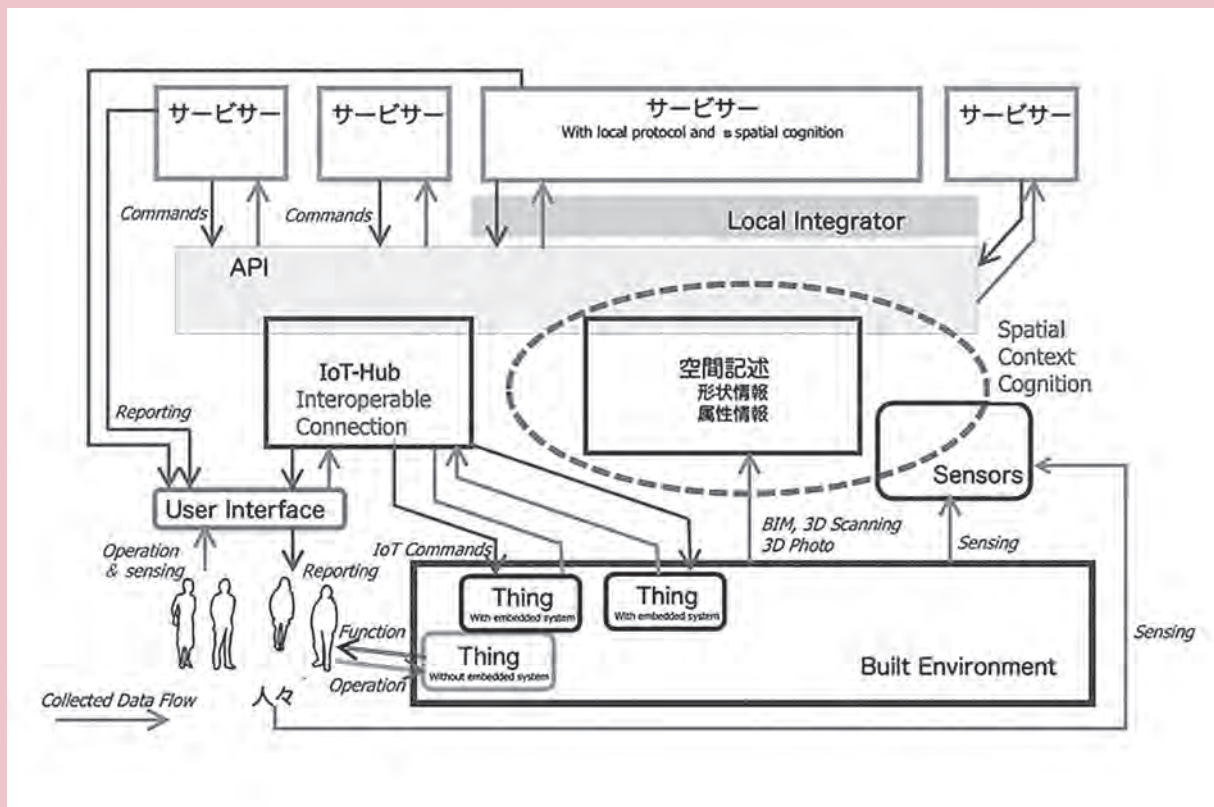 サービサー
サービサー
サービサー
With local protocol and s spatial cognition
サービサー
Commands
Commands
Local Integrator
API
IoT-Hub
Interoperable
Connection
空間記述
形状情報
属性情報
Spatial
Context
Cognition
Reporting
Sensors
User Interface
Operation
& sensing
Reporting
IoT Commands
BIM, 3D Scanning
3D Photo
Sensing
Thing
With embedded system
Thing
With embedded system
Function
Thing
Without embedded system
Operation
Built Environment
Sensing
Collected Data Flow
人々